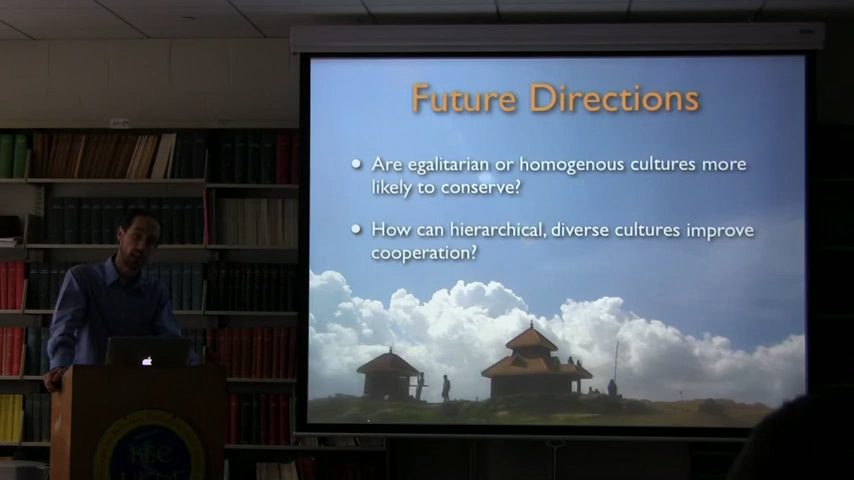 Future Directions
• Are egalitarian or homogenous cultures more
likely to conserve?
• How can hierarchical, diverse cultures improve
cooperation?